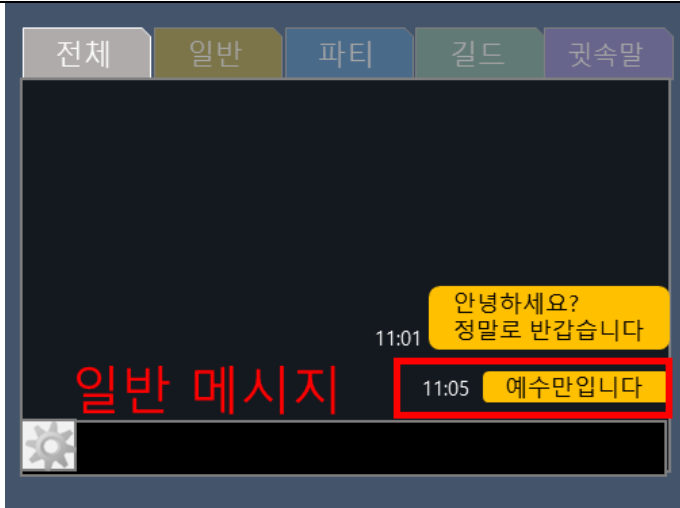 전체 일반 파티 길드 귓속말
안녕하세요?
정말로 반갑습니다
11:01
일반 메시지
11:05 예수만입니다